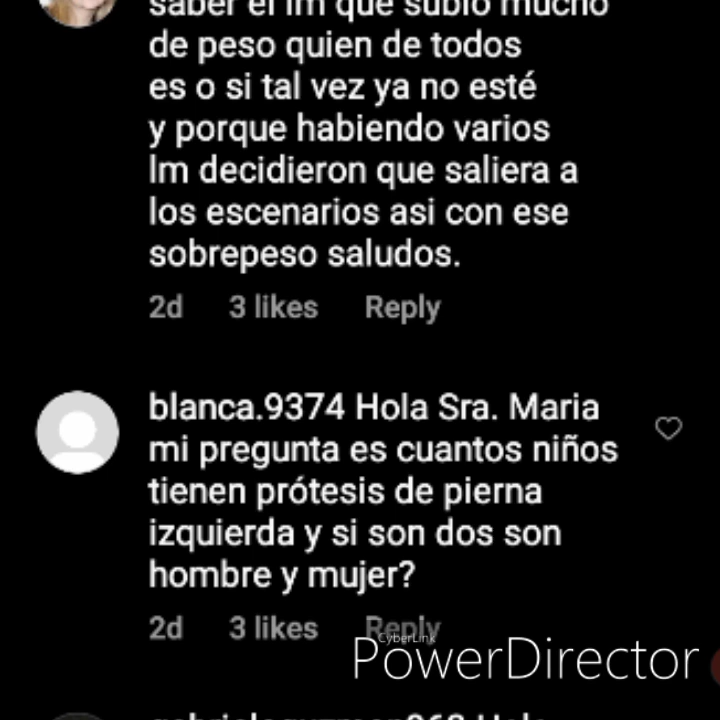 saber el lm que subió mucho
de peso quien de todos
es o si tal vez ya no esté
y porque habiendo varios
lm decidieron que saliera a
los escenarios asi con ese
sobrepeso saludos.
2d 3 likes Reply
blanca.9374 Hola Sra. Maria
mi pregunta es cuantos niños
tienen prótesis de pierna
izquierda y si son dos son
hombre y mujer?
2d 3 likes Reply
CyberLink
PowerDirector